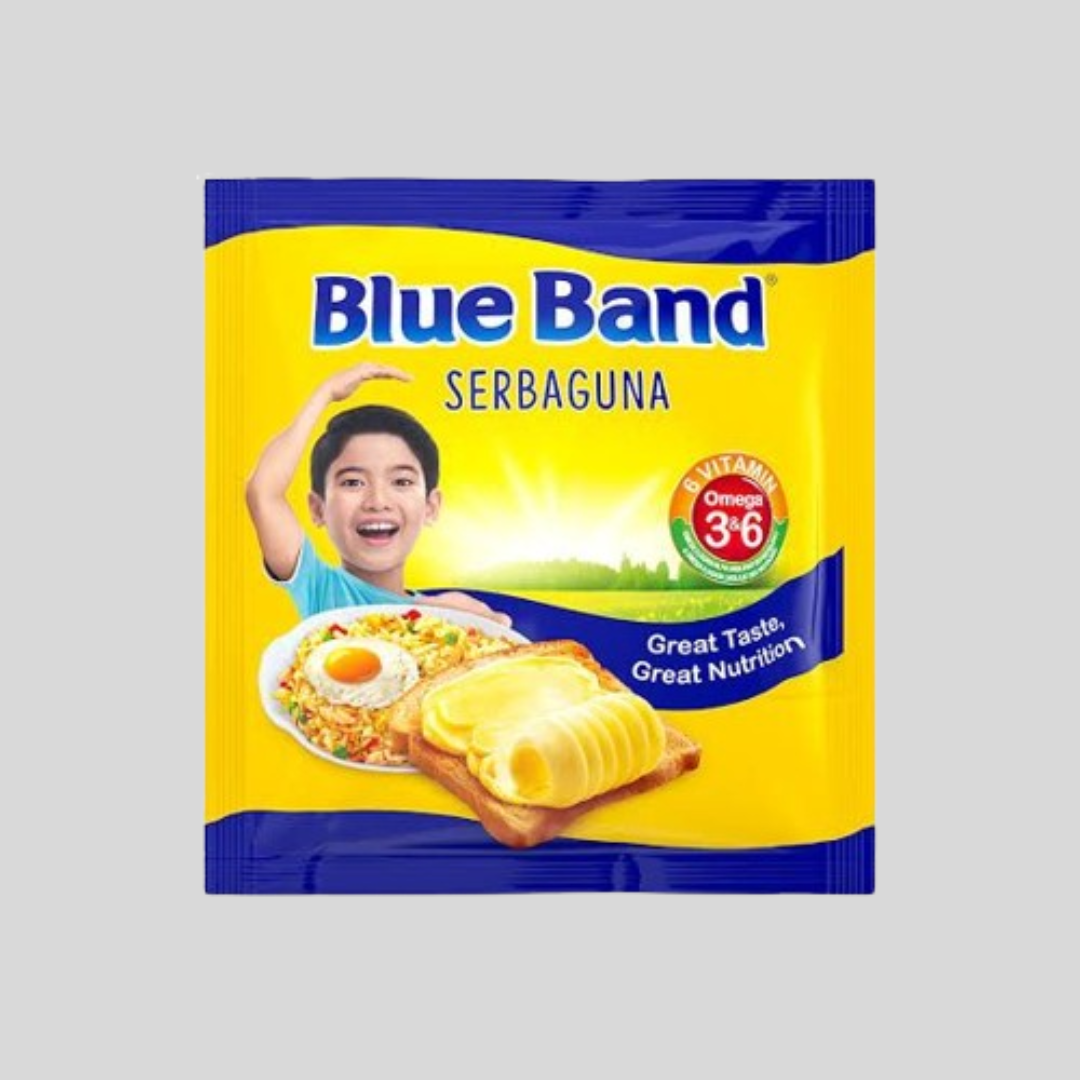 Blue Band®
SERBAGUNA
6 VITAMIN
Omega
3&6
Great Taste,
Great Nutrition